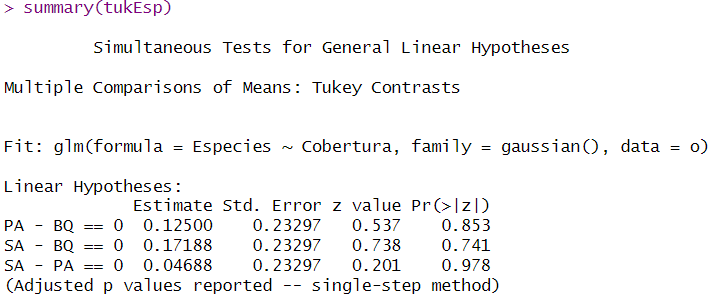 > summary(tukEsp)
Simultaneous Tests for General Linear Hypotheses
Multiple Comparisons of Means: Tukey Contrasts
Fit: glm(formula = Especies ~ Cobertura, family = gaussian(), data = o)
Linear Hypotheses:
Estimate Std. Error z value Pr(>|z|)
PA - BQ == 0 0.12500 0.23297 0.537 0.853
SA - BQ == 0 0.17188 0.23297 0.738 0.741
SA - PA == 0 0.04688 0.23297 0.201 0.978
(Adjusted p values reported -- single-step method)